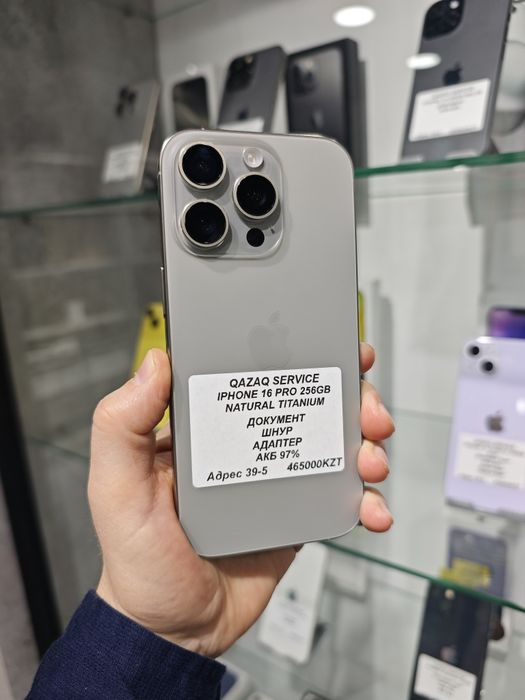 QAZAQ SERVICE
IPHONE 16 PRO 256GB
NATURAL TITANIUM
ДОКУМЕНТ
ШНУР
АДАПТЕР
АКБ 97%
Адрес 39-5 465000KZT